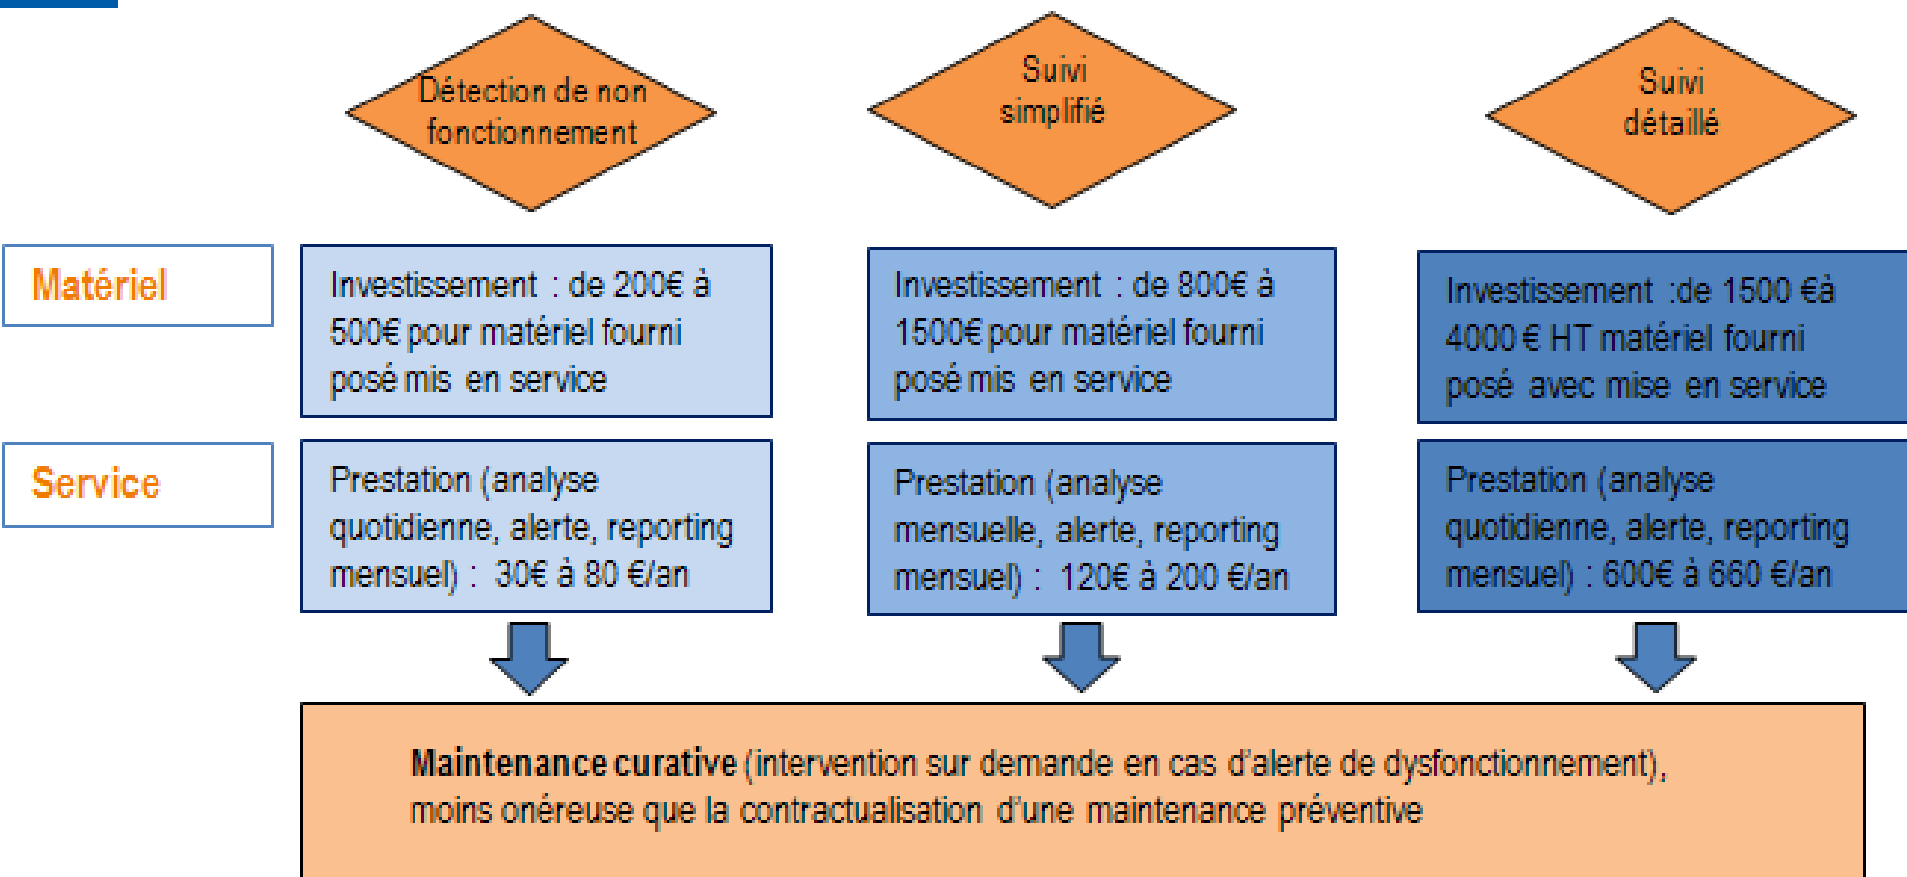 Détection de non
fonctionnement
Suivi
simplifié
Suivi
détaillé
Matériel
Investissement : de 200€ à
500€ pour matériel fourni
posé mis en service
Investissement : de 800€ à
1500€ pour matériel fourni
posé mis en service
Investissement :de 1500 €à
4000 € HT matériel fourni
posé avec mise en service
Service
Prestation (analyse
quotidienne, alerte, reporting
mensuel) : 30€ à 80 €/an
Prestation (analyse
mensuelle, alerte, reporting
mensuel) : 120€ à 200 €/an
Prestation (analyse
quotidienne, alerte, reporting
mensuel) : 600€ à 660 €/an
Maintenance curative (intervention sur demande en cas d'alerte de dysfonctionnement),
moins onéreuse que la contractualisation d'une maintenance préventive